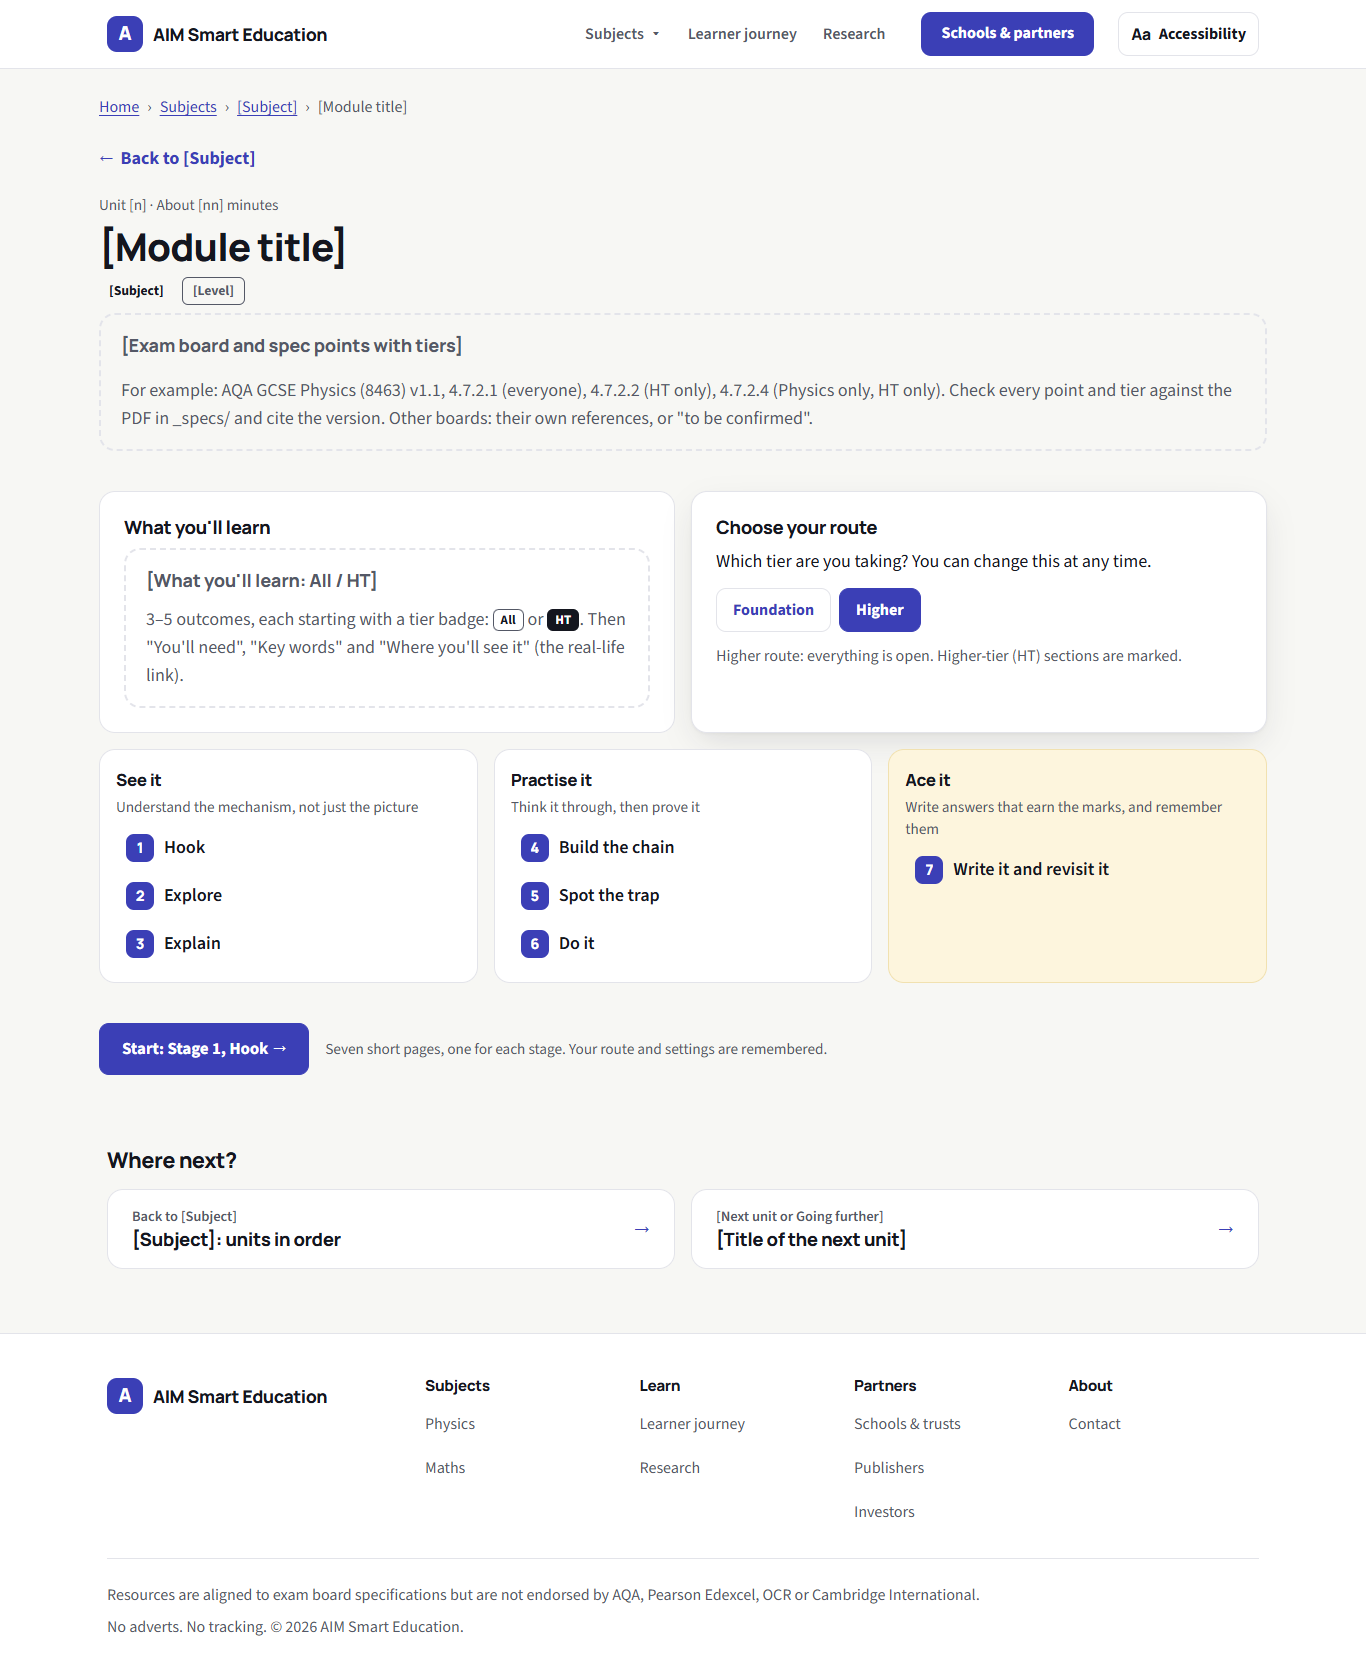 A AIM Smart Education
Subjects
Learner journey
Research
Schools & partners
Aa Accessibility
Home › Subjects › [Subject] › [Module title]
← Back to [Subject]
Unit [n] · About [nn] minutes
[Module title]
[Subject] [Level]
[Exam board and spec points with tiers]
For example: AQA GCSE Physics (8463) v1.1, 4.7.2.1 (everyone), 4.7.2.2 (HT only), 4.7.2.4 (Physics only, HT only). Check every point and tier against the
PDF in _specs/ and cite the version. Other boards: their own references, or "to be confirmed".
What you'll learn
[What you'll learn: All / HT]
3–5 outcomes, each starting with a tier badge: All or HT. Then
"You'll need", "Key words" and "Where you'll see it" (the real-life
link).
Choose your route
Which tier are you taking? You can change this at any time.
Foundation
Higher
Higher route: everything is open. Higher-tier (HT) sections are marked.
See it
Understand the mechanism, not just the picture
1 Hook
2 Explore
3 Explain
Practise it
Think it through, then prove it
4 Build the chain
5 Spot the trap
6 Do it
Ace it
Write answers that earn the marks, and remember
them
7 Write it and revisit it
Start: Stage 1, Hook →
Seven short pages, one for each stage. Your route and settings are remembered.
Where next?
Back to [Subject]
[Subject]: units in order
→
[Next unit or Going further]
[Title of the next unit]
→
A AIM Smart Education
Subjects
Physics
Maths
Learn
Learner journey
Research
Partners
Schools & trusts
Publishers
Investors
About
Contact
Resources are aligned to exam board specifications but are not endorsed by AQA, Pearson Edexcel, OCR or Cambridge International.
No adverts. No tracking. © 2026 AIM Smart Education.